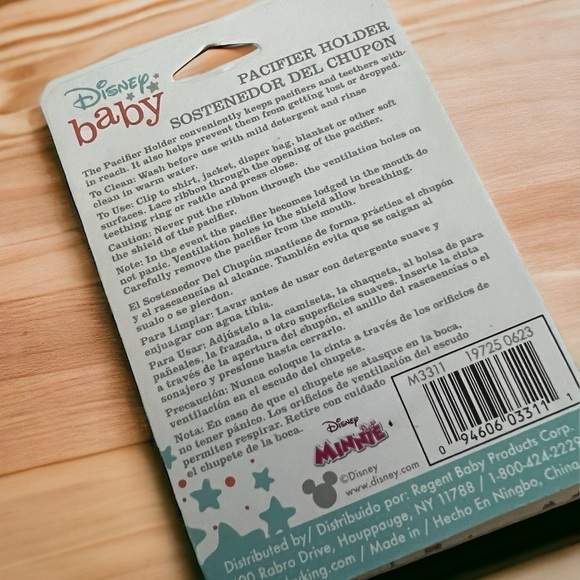 Disney
baby
PACIFIER HOLDER
SOSTENEDOR DEL CHUPÓN
The Pacifier Holder conveniently keeps pacifiers and teethers with-
in reach. It also helps prevent them from getting lost or dropped.
To Clean: Wash before use with mild detergent and rinse
clean in warm water.
To Use: Clip to shirt, jacket, diaper bag, blanket or other soft
surfaces. Lace ribbon through the opening of the pacifier,
teething ring or rattle and press close.
Caution: Never put the ribbon through the ventilation holes on
the shield of the pacifier.
Note: In the event the pacifier becomes lodged in the mouth do
not panic. Ventilation holes in the shield allow breathing.
Carefully remove the pacifier from the mouth.
El Sostenedor Del Chupón mantiene de forma práctica el chupón
y el rascaencías al alcance. También evita que se caigan al
sualo o se pierdon.
Para Limpiar: Lavar antes de usar con detergente suave y
enjuagar con agua tibia.
Para Usar: Adjústelo a la camiseta, la chaqueta, al bolsa de para
pañeales, la frazada, u otro superficies suaves. Inserte la cinta
a través de la apertura del chupón, el anillo del rascaencías o el
sonajero y presione hasta cerrarlo.
Precaución: Nunca coloque la cinta a través de los orificios de
ventilación en el escudo del chupete.
Nota: En caso de que el chupete se atasque en la boca,
no tener pánico. Los orificios de ventilación del escudo
permiten respirar. Retire con cuidado
el chupete de la boca.
M3311 19725 0623
0 94606 03311 1
Disney
MINNIE
©Disney
www.disney.com
Distributed by/ Distribuido por: Regent Baby Products Corp.
Rabro Drive, Hauppauge, NY 11788 / 1-800-424-2225
king.com / Made in / Hecho En Ningbo, China